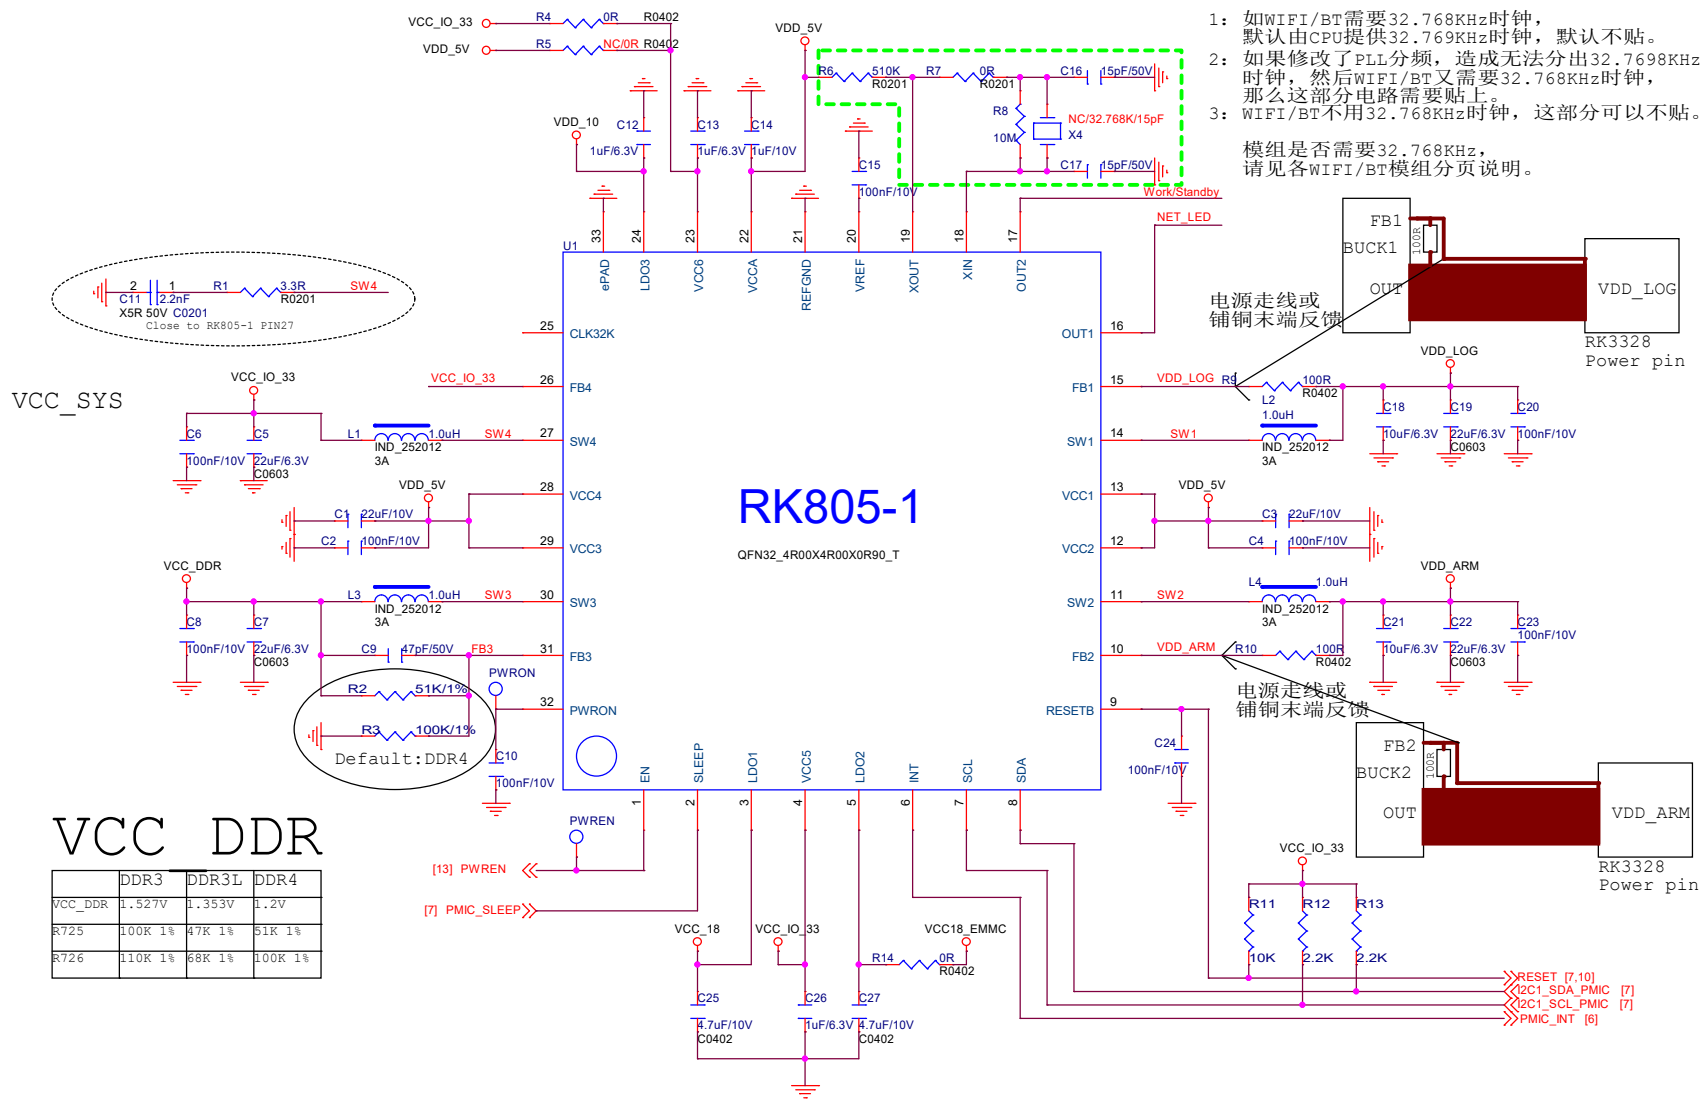 VCC_IO_33 R4 0R R0402
VDD_5V R5 NC/0R R0402
VDD_5V
R6 510K R0201 R7 0R R0201 C16 15pF/50V
R8 10M NC/32.768K/15pF X4
C17 15pF/50V
1: 如WIFI/BT需要32.768KHz时钟，
默认由CPU提供32.769KHz时钟，默认不贴。
2: 如果修改了PLL分频，造成无法分出32.7698KHz
时钟，然后WIFI/BT又需要32.768KHz时钟，
那么这部分电路需要贴上。
3: WIFI/BT不用32.768KHz时钟，这部分可以不贴。
模组是否需要32.768KHz，
请见各WIFI/BT模组分页说明。
VDD_10 C12 1uF/6.3V C13 1uF/6.3V C14 1uF/10V C15 100nF/10V
Work/Standby
NET_LED
33 24 23 22 21 20 19 18 17
U1
ePAD LDO3 VCC6 VCCA REFGND VREF XOUT XIN OUT2
2 1 R1 3.3R SW4
C11 2.2nF R0201
X5R 50V C0201
Close to RK805-1 PIN27
25 CLK32K
OUT1 16
VCC_SYS
VCC_IO_33
VCC_IO_33 26 FB4
FB1 15 VDD_LOG R9 100R R0402
C6 100nF/10V C5 22uF/6.3V C0603
L1 1.0uH IND_252012 3A SW4 27 SW4
SW1 14 SW1 L2 1.0uH IND_252012 3A
VDD_LOG
C18 10uF/6.3V C19 22uF/6.3V C0603 C20 100nF/10V
VDD_5V 28 VCC4
VCC1 13 VDD_5V
C1 22uF/10V
C2 100nF/10V 29 VCC3
C3 22uF/10V
VCC2 12 C4 100nF/10V
RK805-1
QFN32_4R00X4R00X0R90_T
VCC_DDR
L3 1.0uH IND_252012 3A SW3 30 SW3
SW2 11 SW2 L4 1.0uH IND_252012 3A
VDD_ARM
C8 100nF/10V C7 22uF/6.3V C0603
C9 47pF/50V FB3 31 FB3
FB2 10 VDD_ARM R10 100R R0402
C21 10uF/6.3V C22 22uF/6.3V C0603 C23 100nF/10V
R2 51K/1%
R3 100K/1%
Default:DDR4
PWRON 32 PWRON
C10 100nF/10V
RESETB 9
C24 100nF/10V
EN SLEEP LDO1 VCC5 LDO2 INT SCL SDA
1 2 3 4 5 6 7 8
FB1
BUCK1
100R
OUT
VDD_LOG
电源走线或
铺铜末端反馈
RK3328
Power pin
电源走线或
铺铜末端反馈
FB2
BUCK2
100R
OUT
VDD_ARM
RK3328
Power pin
VCC DDR
DDR3 DDR3L DDR4
VCC_DDR 1.527V 1.353V 1.2V
R725 100K 1% 47K 1% 51K 1%
R726 110K 1% 68K 1% 100K 1%
PWREN
[13] PWREN
[7] PMIC_SLEEP
VCC_18 VCC_IO_33 VCC18_EMMC
R14 0R R0402
C25 4.7uF/10V C0402 C26 1uF/6.3V C27 4.7uF/10V C0402
VCC_IO_33
R11 10K R12 2.2K R13 2.2K
RESET [7,10]
I2C1_SDA_PMIC [7]
I2C1_SCL_PMIC [7]
PMIC_INT [6]